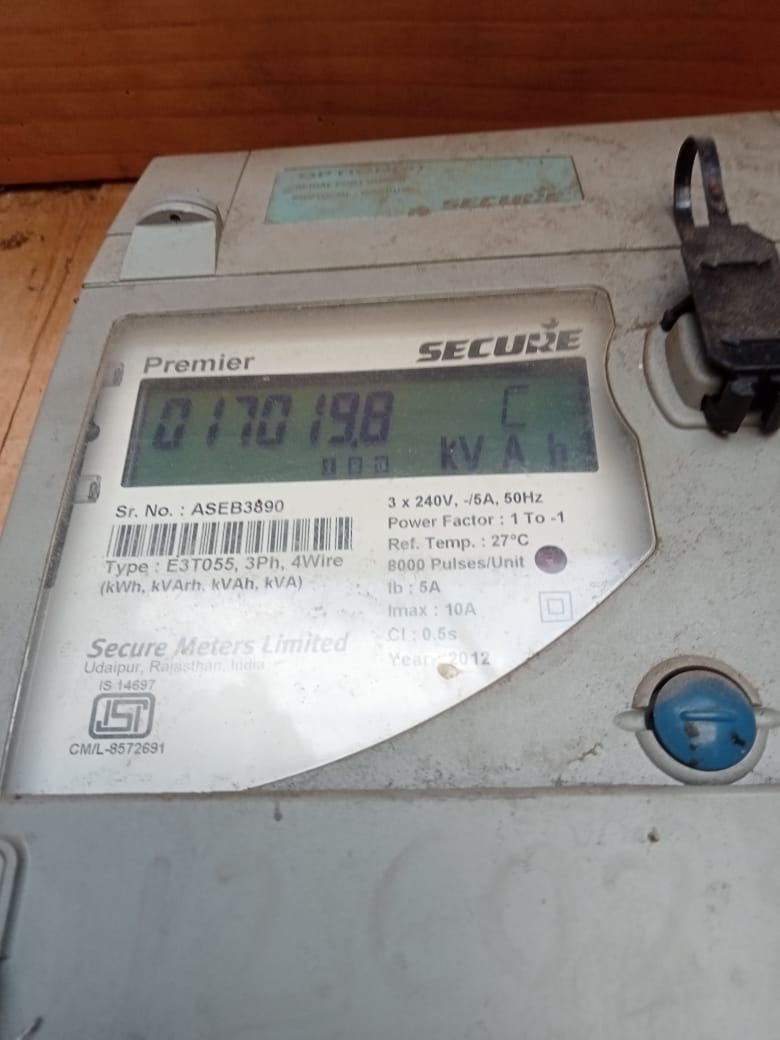 SECURE
Premier
SECURE
017019.8 C
kVAh
Sr. No. : ASEB3890
3 x 240V, -/5A, 50Hz
Power Factor : 1 To -1
Ref. Temp. : 27°C
8000 Pulses/Unit
Type : E3T055, 3Ph, 4Wire
(kWh, kVArh, kVAh, kVA)
Ib : 5A
Imax : 10A
Cl : 0.5s
Year : 2012
Secure Meters Limited
Udaipur, Rajasthan, India
IS 14697
ISI
CM/L-8572691